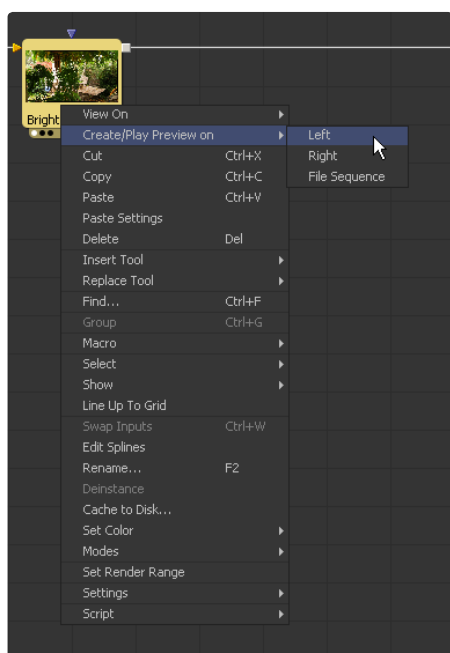 Bright
View On
Create/Play Preview on
Left
Cut Ctrl+X
Right
Copy Ctrl+C
File Sequence
Paste Ctrl+V
Paste Settings
Delete Del
Insert Tool
Replace Tool
Find... Ctrl+F
Group Ctrl+G
Macro
Select
Show
Line Up To Grid
Swap Inputs Ctrl+W
Edit Splines
Rename... F2
Deinstance
Cache to Disk...
Set Color
Modes
Set Render Range
Settings
Script